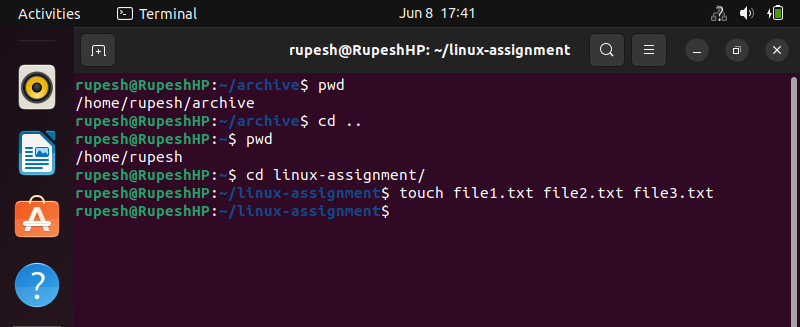 Activities Terminal Jun 8 17:41
rupesh@RupeshHP: ~/linux-assignment
rupesh@RupeshHP:~/archive$ pwd
/home/rupesh/archive
rupesh@RupeshHP:~/archive$ cd ..
rupesh@RupeshHP:~$ pwd
/home/rupesh
rupesh@RupeshHP:~$ cd linux-assignment/
rupesh@RupeshHP:~/linux-assignment$ touch file1.txt file2.txt file3.txt
rupesh@RupeshHP:~/linux-assignment$